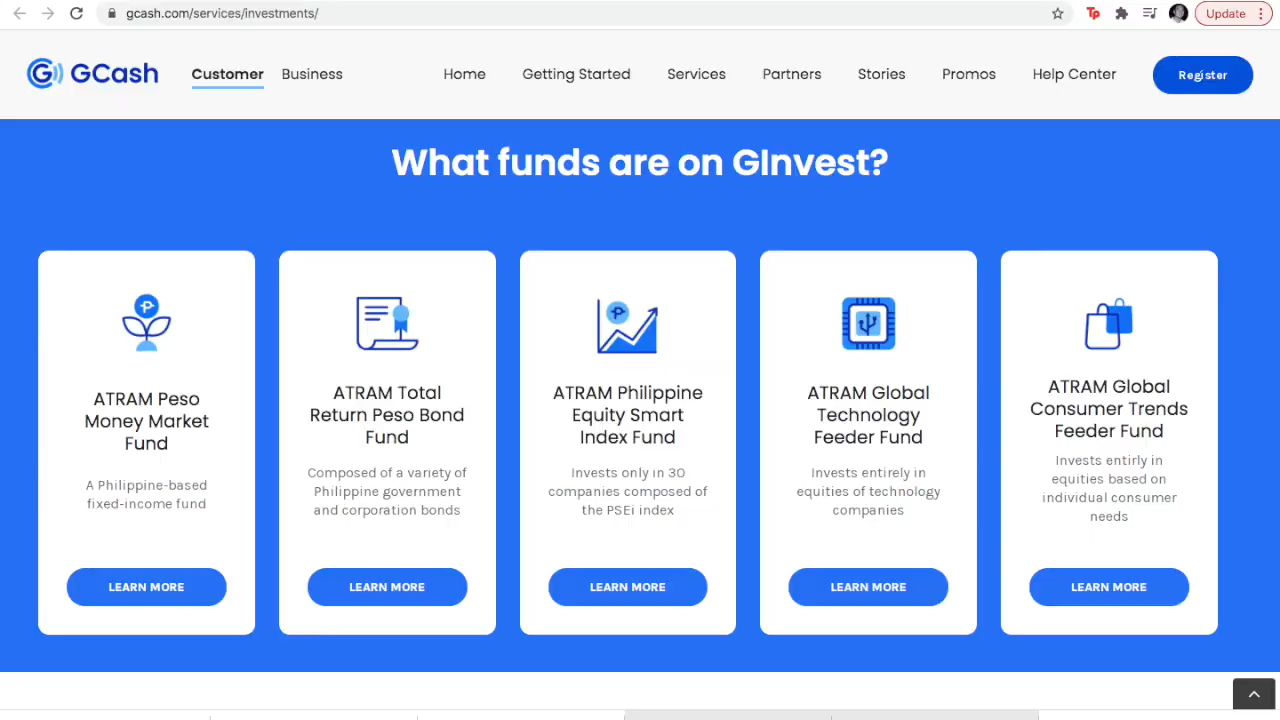 gcash.com/services/investments/
Tp
Update
GCash
Customer
Business
Home
Getting Started
Services
Partners
Stories
Promos
Help Center
Register
What funds are on GInvest?
ATRAM Peso
Money Market
Fund
A Philippine-based
fixed-income fund
LEARN MORE
ATRAM Total
Return Peso Bond
Fund
Composed of a variety of
Philippine government
and corporation bonds
LEARN MORE
ATRAM Philippine
Equity Smart
Index Fund
Invests only in 30
companies composed of
the PSEi index
LEARN MORE
ATRAM Global
Technology
Feeder Fund
Invests entirely in
equities of technology
companies
LEARN MORE
ATRAM Global
Consumer Trends
Feeder Fund
Invests entirly in
equities based on
individual consumer
needs
LEARN MORE